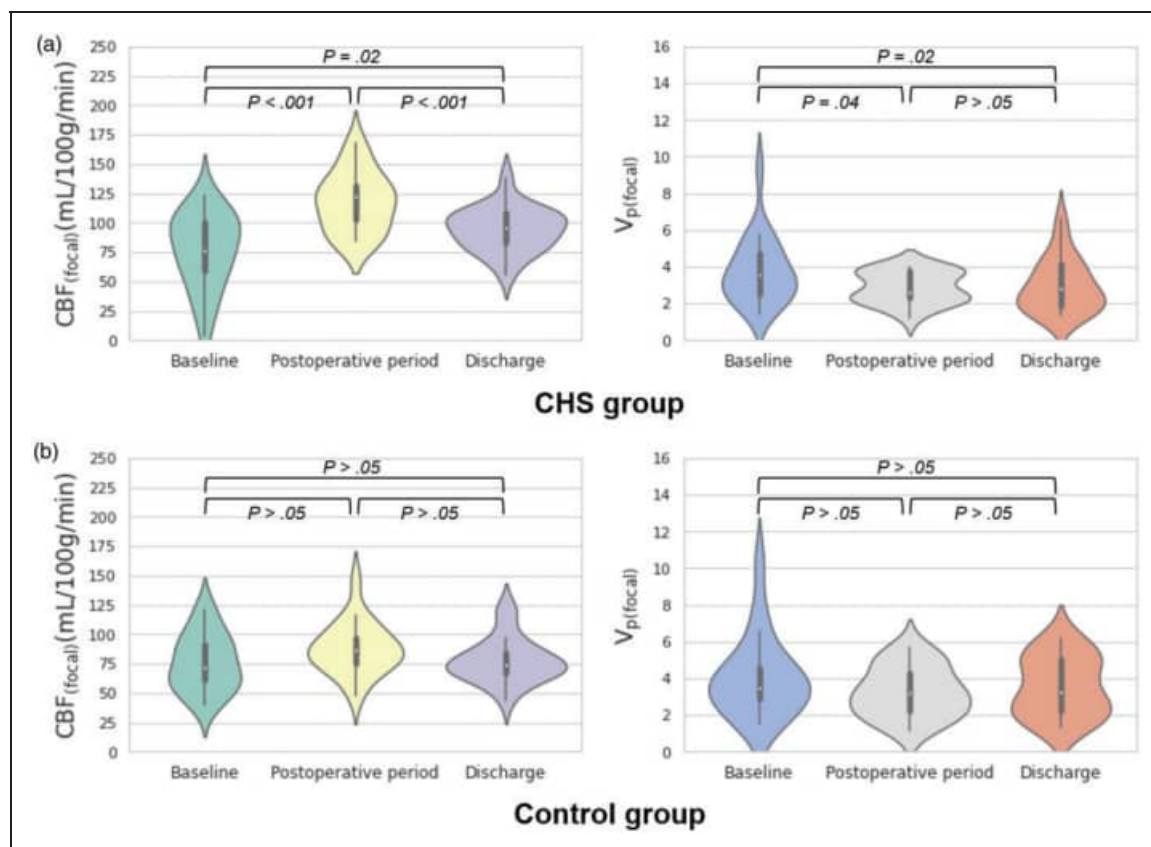 (a)
250
225
200
175
150
125
100
75
50
25
0
CBF(focal)(mL/100g/min)
P = .02
P < .001 P < .001
Baseline Postoperative period Discharge
16
14
12
10
8
6
4
2
0
Vp(focal)
P = .02
P = .04 P > .05
Baseline Postoperative period Discharge
CHS group
(b)
250
225
200
175
150
125
100
75
50
25
0
CBF(focal)(mL/100g/min)
P > .05
P > .05 P > .05
Baseline Postoperative period Discharge
16
14
12
10
8
6
4
2
0
Vp(focal)
P > .05
P > .05 P > .05
Baseline Postoperative period Discharge
Control group